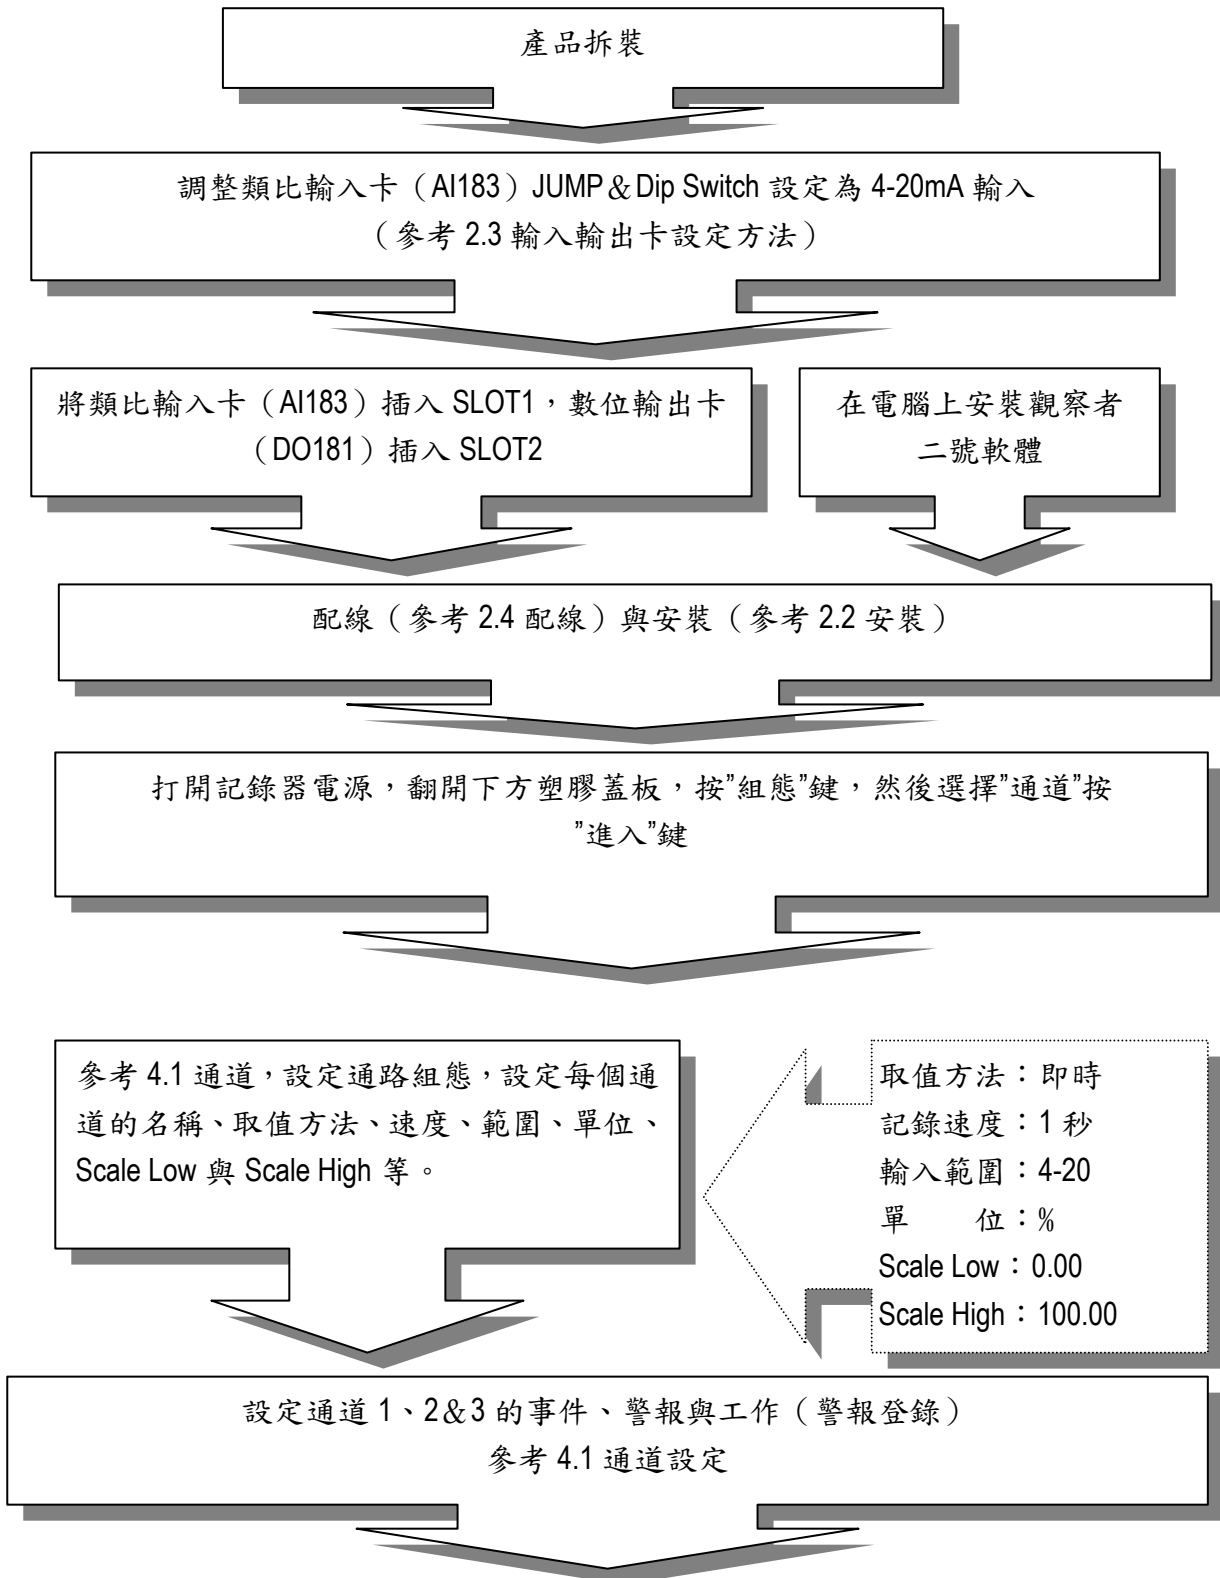 產品拆裝
調整類比輸入卡（AI183）JUMP＆Dip Switch 設定為 4-20mA 輸入
（參考 2.3 輸入輸出卡設定方法）
將類比輸入卡（AI183）插入 SLOT1，數位輸出卡
（DO181）插入 SLOT2
在電腦上安裝觀察者
二號軟體
配線（參考 2.4 配線）與安裝（參考 2.2 安裝）
打開記錄器電源，翻開下方塑膠蓋板，按”組態”鍵，然後選擇”通道”按
”進入”鍵
參考 4.1 通道，設定通路組態，設定每個通
道的名稱、取值方法、速度、範圍、單位、
Scale Low 與 Scale High 等。
取值方法：即時
記錄速度：1 秒
輸入範圍：4-20
單　　位：%
Scale Low：0.00
Scale High：100.00
設定通道 1、2＆3 的事件、警報與工作（警報登錄）
參考 4.1 通道設定